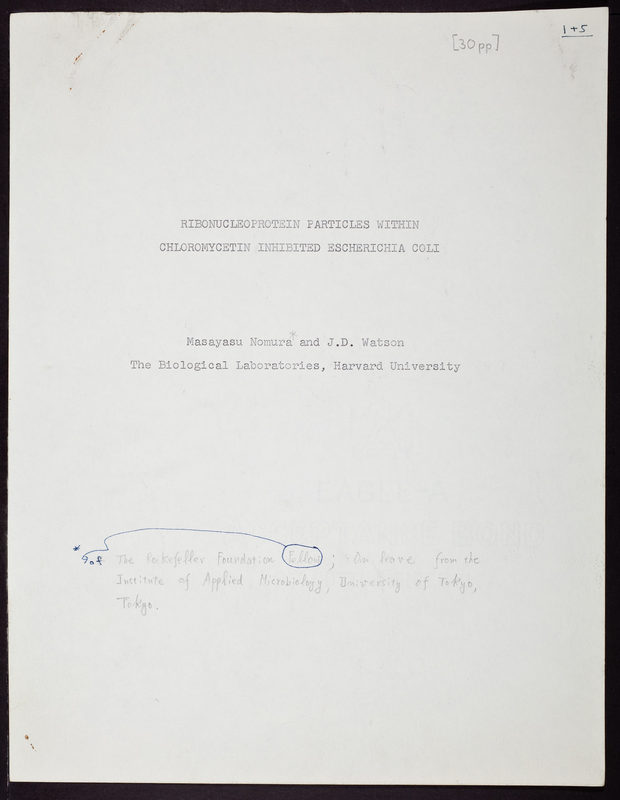 1+5
[30pp]
RIBONUCLEOPROTEIN PARTICLES WITHIN
CHLOROMYCETIN INHIBITED ESCHERICHIA COLI
Masayasu Nomura* and J.D. Watson
The Biological Laboratories, Harvard University
* of The Rockefeller Foundation Fellow; On leave from the
Institute of Applied Microbiology, University of Tokyo,
Tokyo.
EAGLE-A